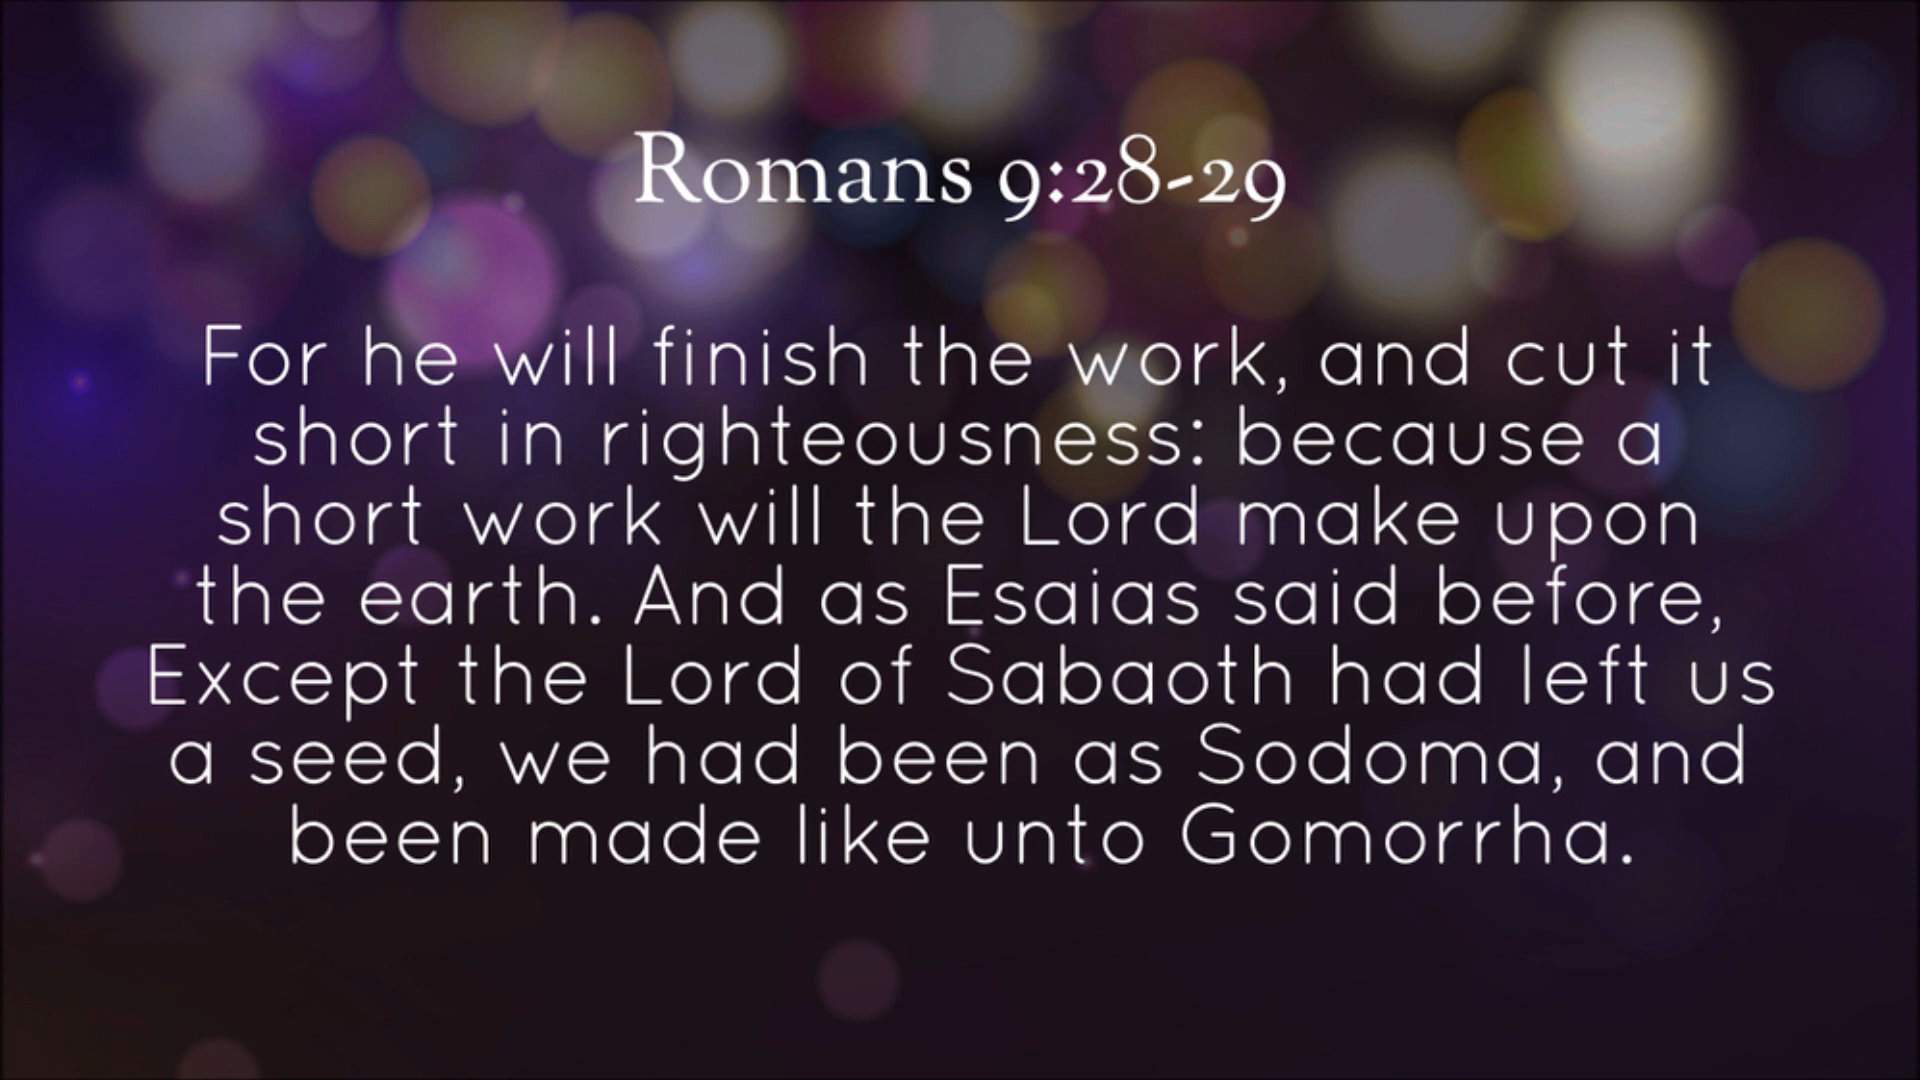 Romans 9:28-29
For he will finish the work, and cut it
short in righteousness: because a
short work will the Lord make upon
the earth. And as Esaias said before,
Except the Lord of Sabaoth had left us
a seed, we had been as Sodoma, and
been made like unto Gomorrha.